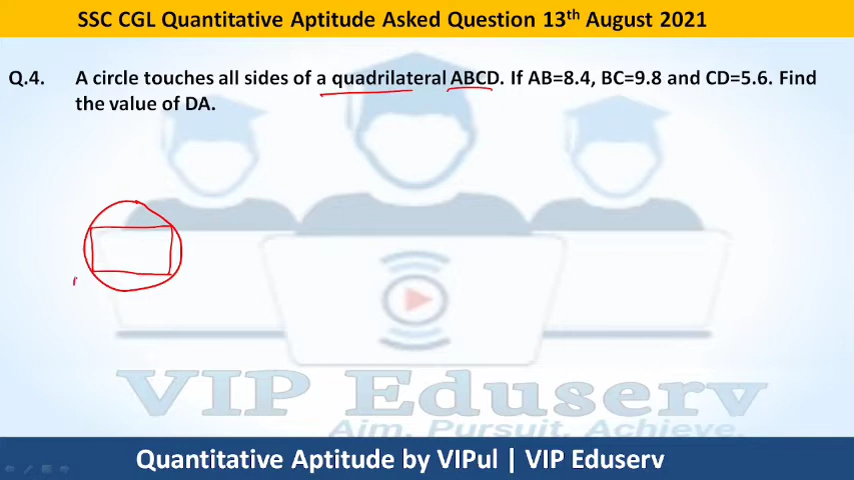 SSC CGL Quantitative Aptitude Asked Question 13th August 2021
Q.4. A circle touches all sides of a quadrilateral ABCD. If AB=8.4, BC=9.8 and CD=5.6. Find
the value of DA.
VIP Eduserv
Aim. Pursuit. Achieve.
Quantitative Aptitude by VIPul | VIP Eduserv